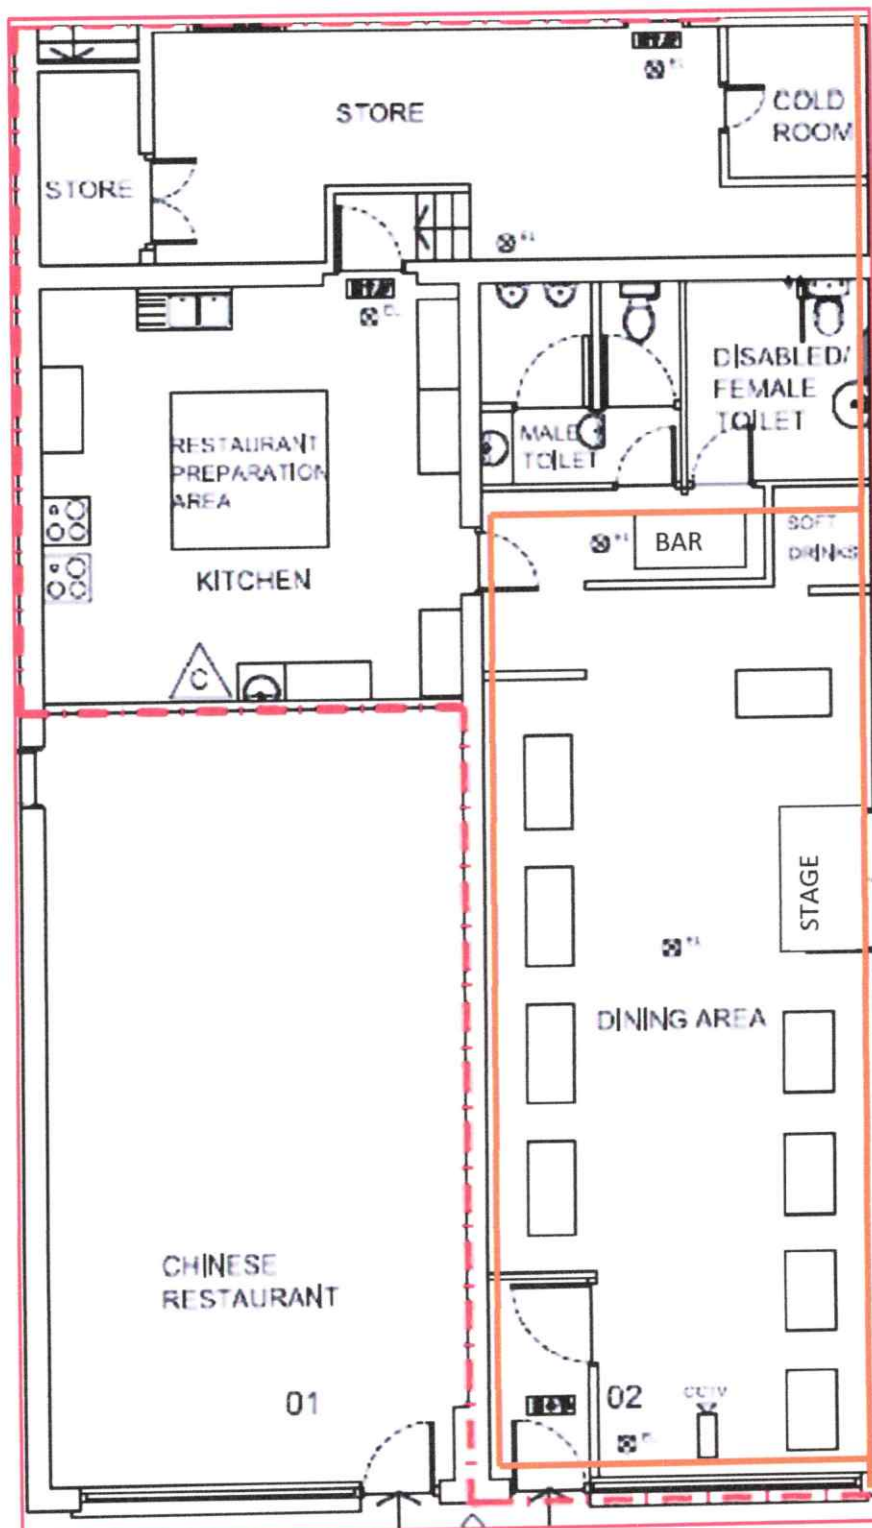 STORE
COLD
ROOM
STORE
DISABLED/
FEMALE
TOILET
MALE
TOILET
RESTAURANT
PREPARATION
AREA
KITCHEN
C
BAR
SOFT
DRINKS
STAGE
DINING AREA
CHINESE
RESTAURANT
01
02
CCTV